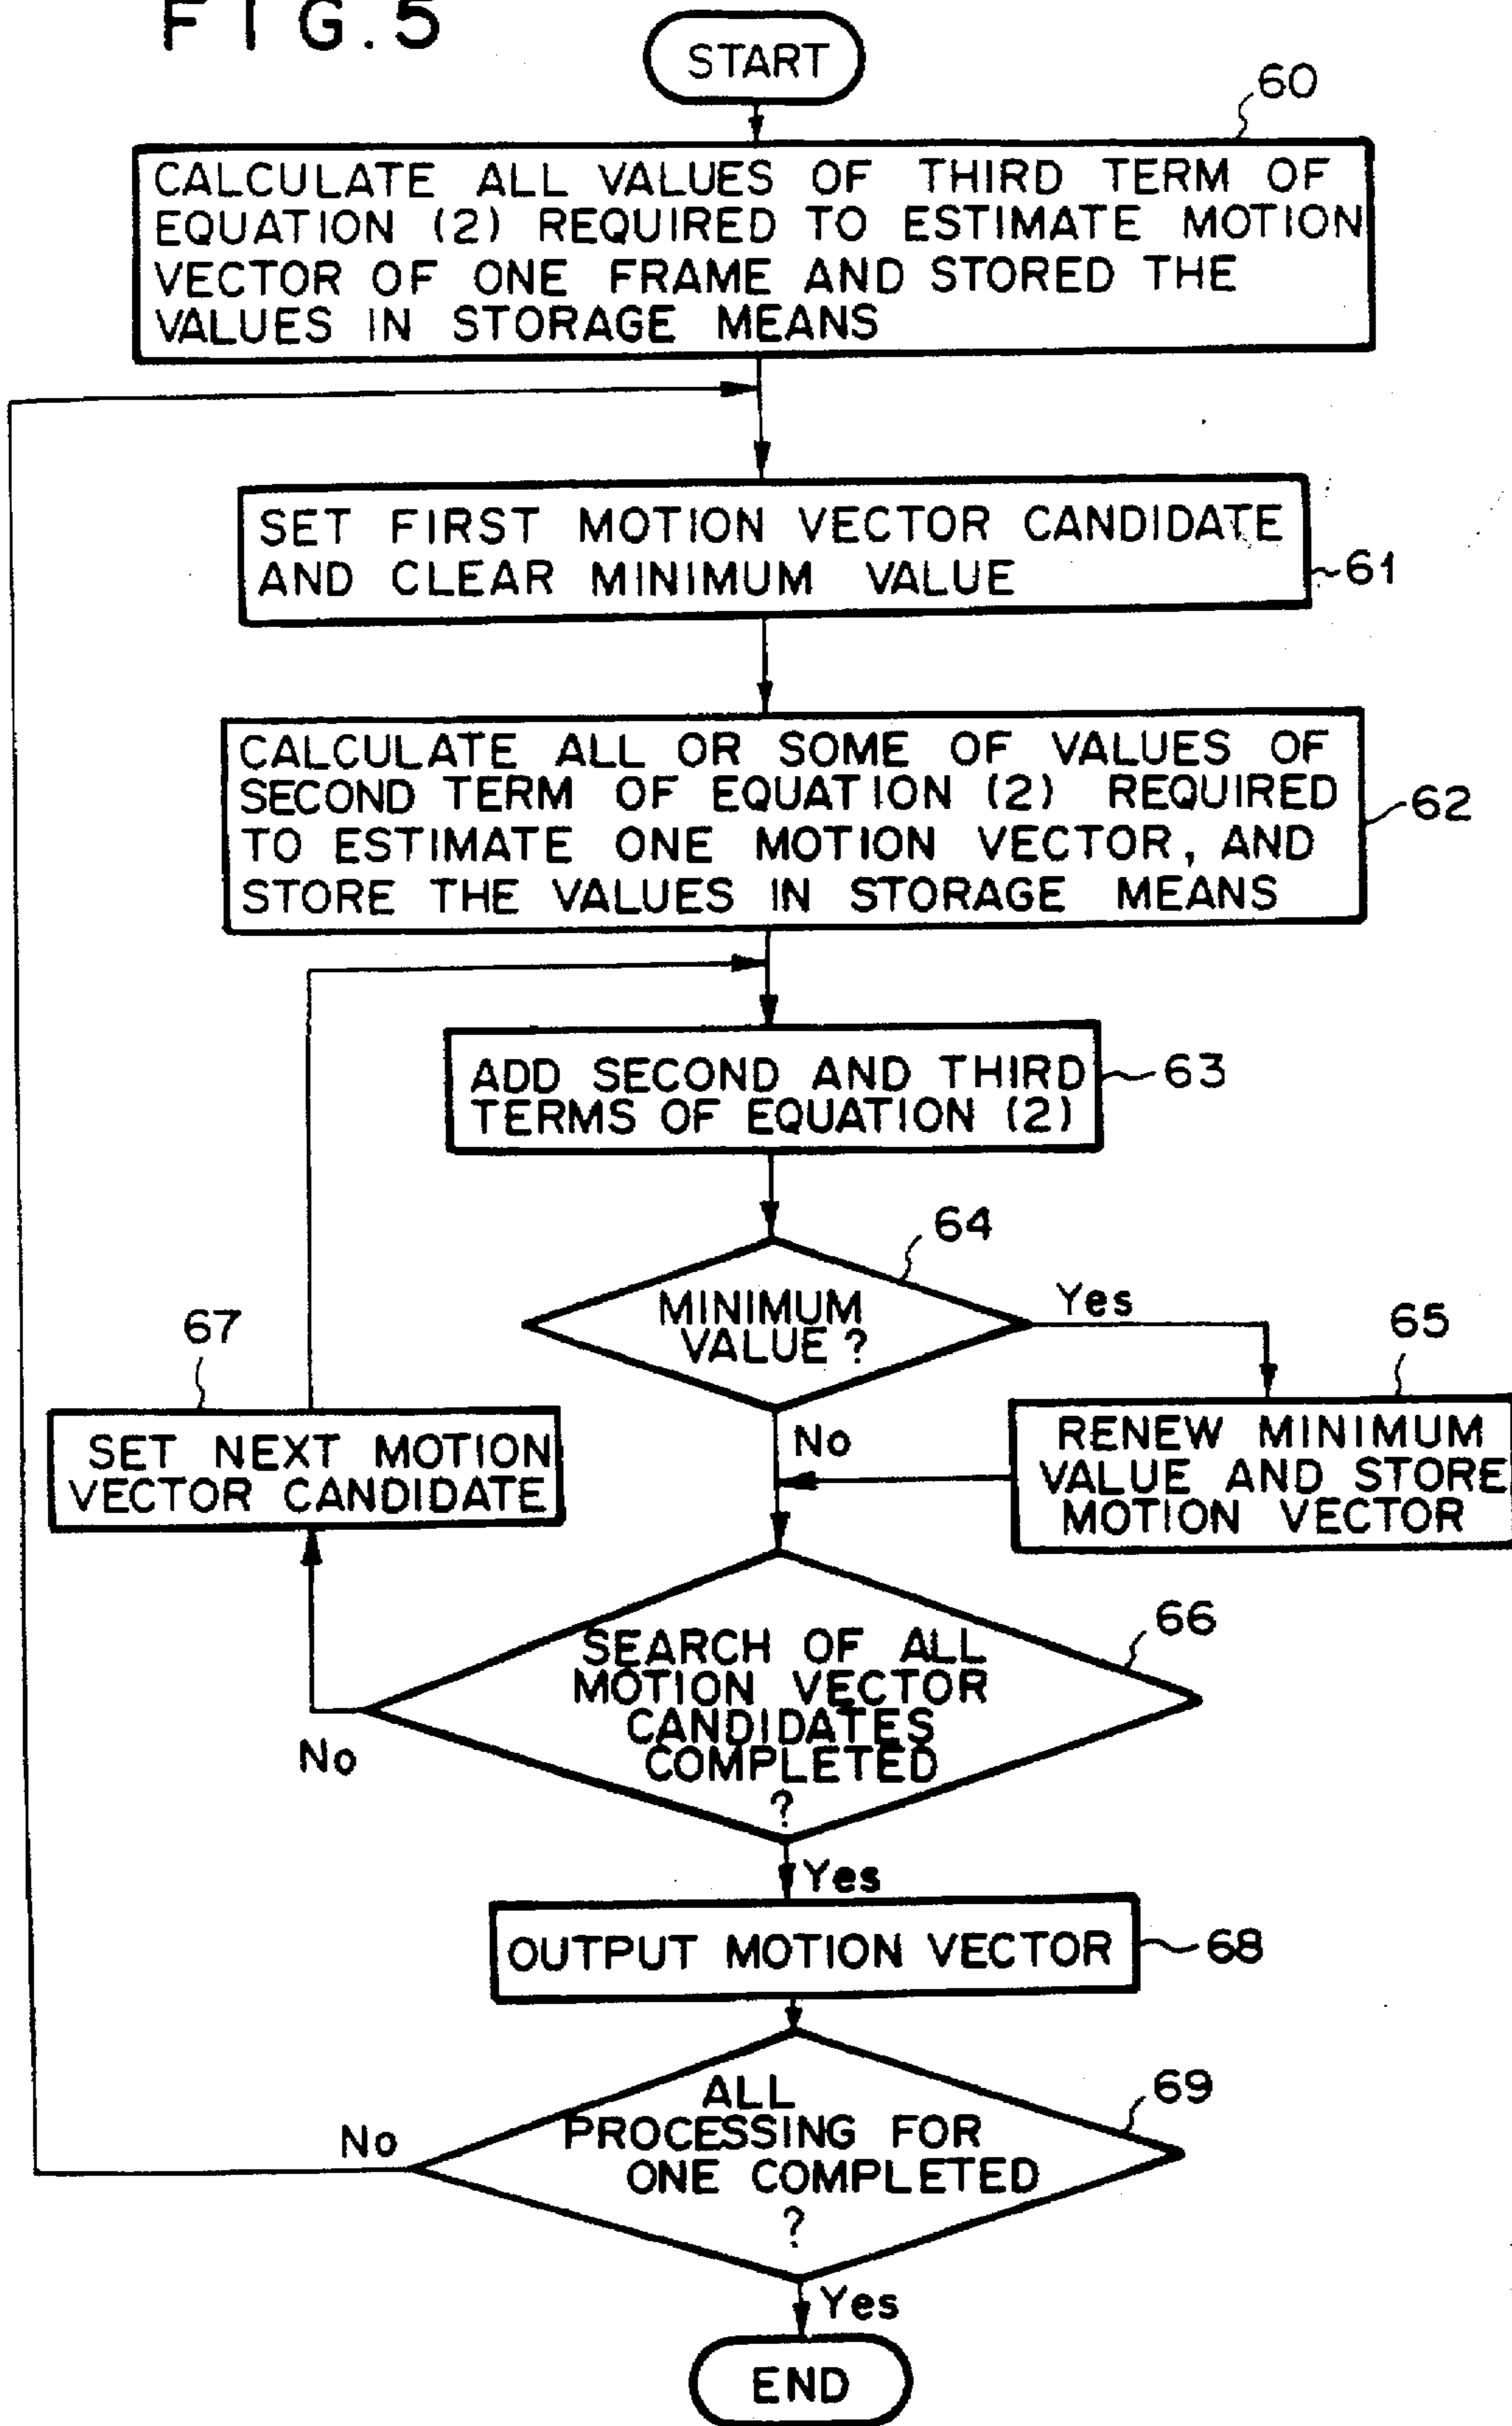 FIG.5
START
60
CALCULATE ALL VALUES OF THIRD TERM OF
EQUATION (2) REQUIRED TO ESTIMATE MOTION
VECTOR OF ONE FRAME AND STORED THE
VALUES IN STORAGE MEANS
SET FIRST MOTION VECTOR CANDIDATE
AND CLEAR MINIMUM VALUE
61
CALCULATE ALL OR SOME OF VALUES OF
SECOND TERM OF EQUATION (2) REQUIRED
TO ESTIMATE ONE MOTION VECTOR, AND
STORE THE VALUES IN STORAGE MEANS
62
ADD SECOND AND THIRD
TERMS OF EQUATION (2)
63
64
MINIMUM
VALUE?
Yes
No
65
RENEW MINIMUM
VALUE AND STORE
MOTION VECTOR
67
SET NEXT MOTION
VECTOR CANDIDATE
66
SEARCH OF ALL
MOTION VECTOR
CANDIDATES
COMPLETED
?
No
Yes
OUTPUT MOTION VECTOR
68
69
ALL
PROCESSING FOR
ONE COMPLETED
?
No
Yes
END